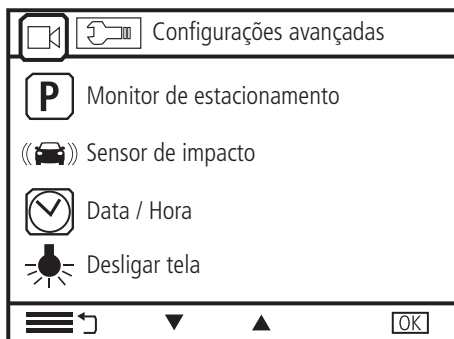 Configurações avançadas
P Monitor de estacionamento
Sensor de impacto
Data / Hora
Desligar tela
OK